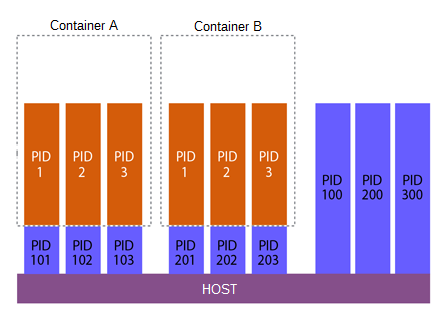 Container A
Container B
PID
1
PID
2
PID
3
PID
1
PID
2
PID
3
PID
100
PID
200
PID
300
PID
101
PID
102
PID
103
PID
201
PID
202
PID
203
HOST